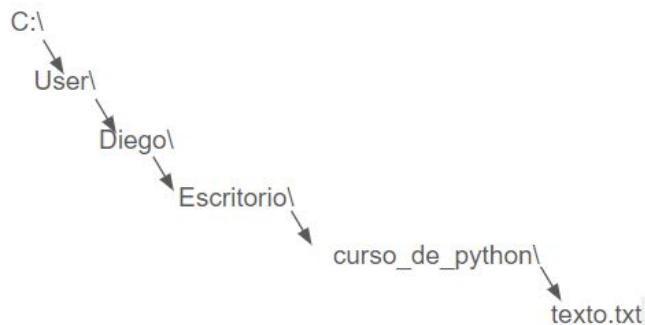 C:\
User\
Diego\
Escritorio\
curso_de_python\
texto.txt